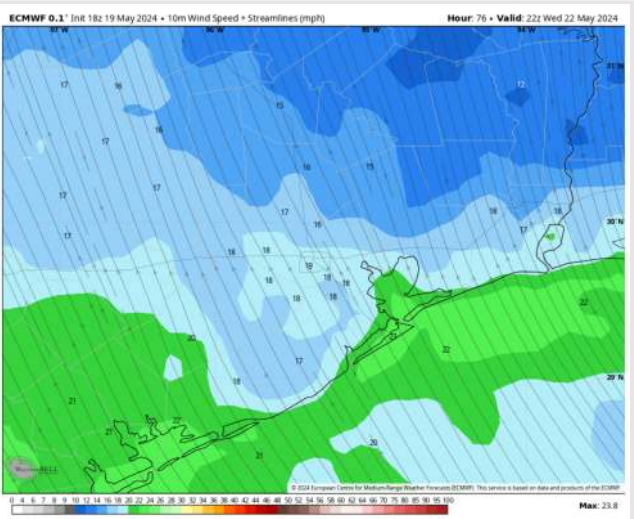 ECMWF 0.1° Init 18z 19 May 2024 • 10m Wind Speed + Streamlines (mph) Hour: 76 • Valid: 22z Wed 22 May 2024
97°W 96°W 95°W 94°W
31°N
17 16 12
15
16
17
16 15
17
17
17 18 18
16 17 30°N
17
18 18
19
18 18 18
18 18
22
20 21
22
17 29°N
18
21
22
21
20
21
WeatherBELL
© 2024 European Centre for Medium-Range Weather Forecasts (ECMWF). This service is based on data and products of the ECMWF.
0 4 6 7 8 9 10 12 14 16 18 20 22 24 26 28 30 32 34 36 38 40 42 44 46 48 50 52 54 56 58 60 62 64 66 68 70 75 80 85 90 95 100
Max: 23.8